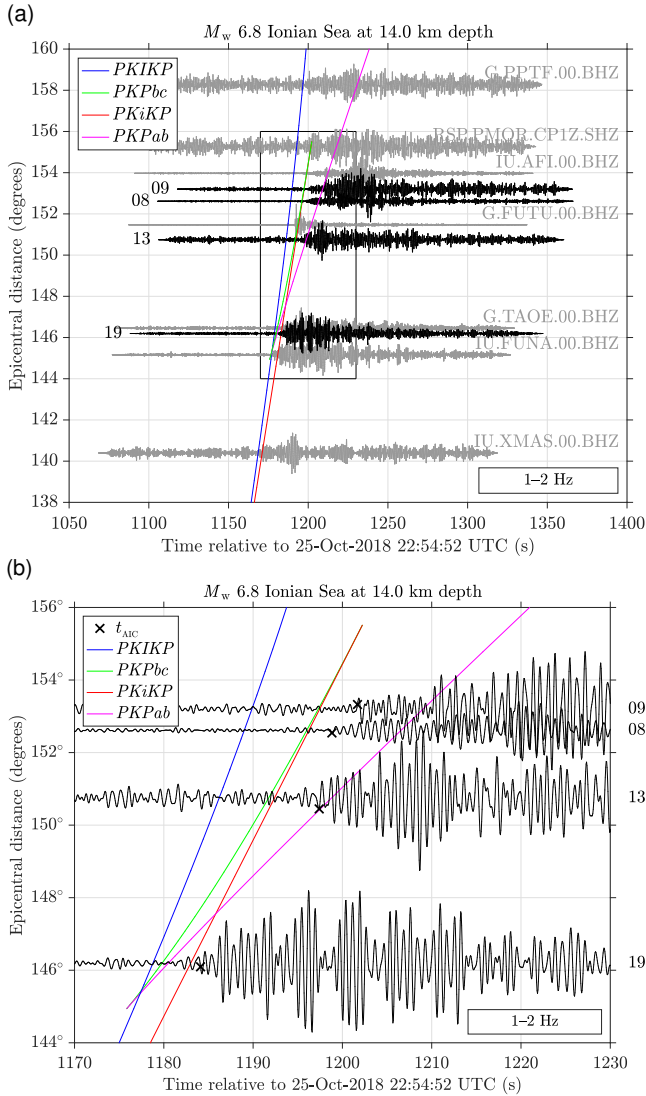 (a)
M_w 6.8 Ionian Sea at 14.0 km depth
PKIKP
PKPbc
PKiKP
PKPab
G.PPTF.00.BHZ
RSP.PMOR.CP1Z.SHZ
IU.AFI.00.BHZ
09
08
G.FUTU.00.BHZ
13
G.TAOE.00.BHZ
19
IU.FUNA.00.BHZ
IU.XMAS.00.BHZ
1–2 Hz
160
158
156
154
152
150
148
146
144
142
140
138
Epicentral distance (degrees)
1050 1100 1150 1200 1250 1300 1350 1400
Time relative to 25-Oct-2018 22:54:52 UTC (s)
(b)
M_w 6.8 Ionian Sea at 14.0 km depth
t_AIC
PKIKP
PKPbc
PKiKP
PKPab
09
08
13
19
1–2 Hz
156°
154°
152°
150°
148°
146°
144°
Epicentral distance (degrees)
1170 1180 1190 1200 1210 1220 1230
Time relative to 25-Oct-2018 22:54:52 UTC (s)